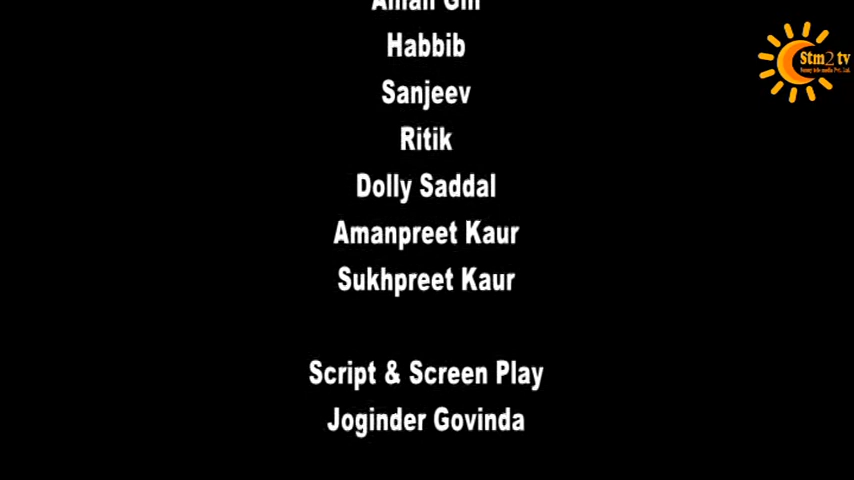 Habbib
Sanjeev
Ritik
Dolly Saddal
Amanpreet Kaur
Sukhpreet Kaur
Script & Screen Play
Joginder Govinda
Stm2 tv